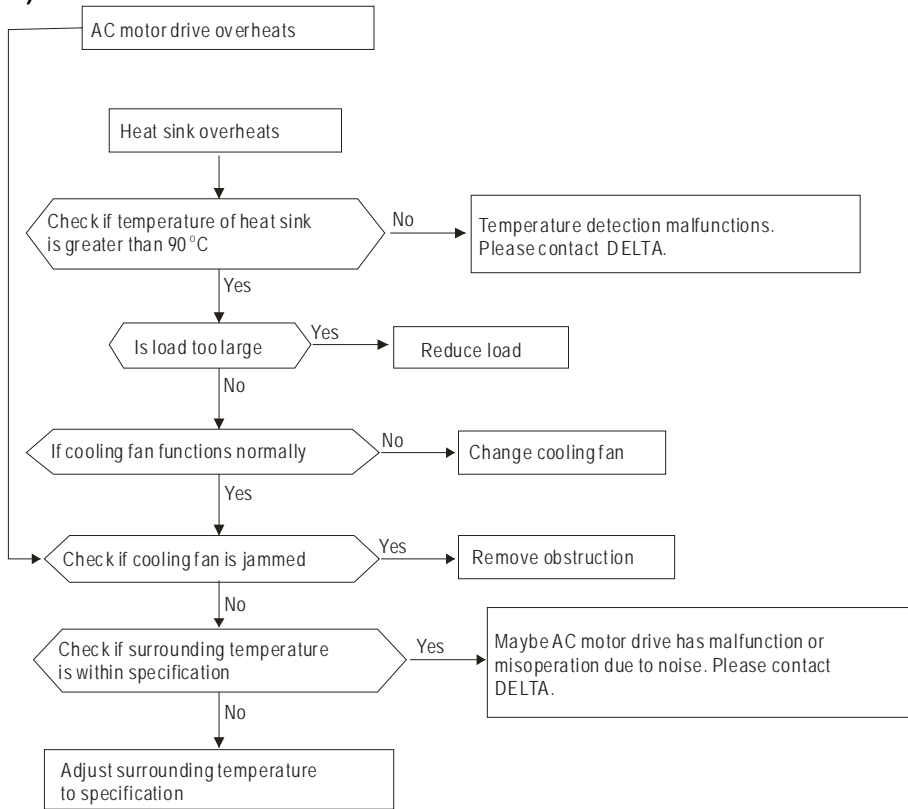 AC motor drive overheats
Heat sink overheats
Check if temperature of heat sink
is greater than 90°C
No
Temperature detection malfunctions.
Please contact DELTA.
Yes
Is load too large
Yes
Reduce load
No
If cooling fan functions normally
No
Change cooling fan
Yes
Check if cooling fan is jammed
Yes
Remove obstruction
No
Check if surrounding temperature
is within specification
Yes
Maybe AC motor drive has malfunction or
misoperation due to noise. Please contact
DELTA.
No
Adjust surrounding temperature
to specification